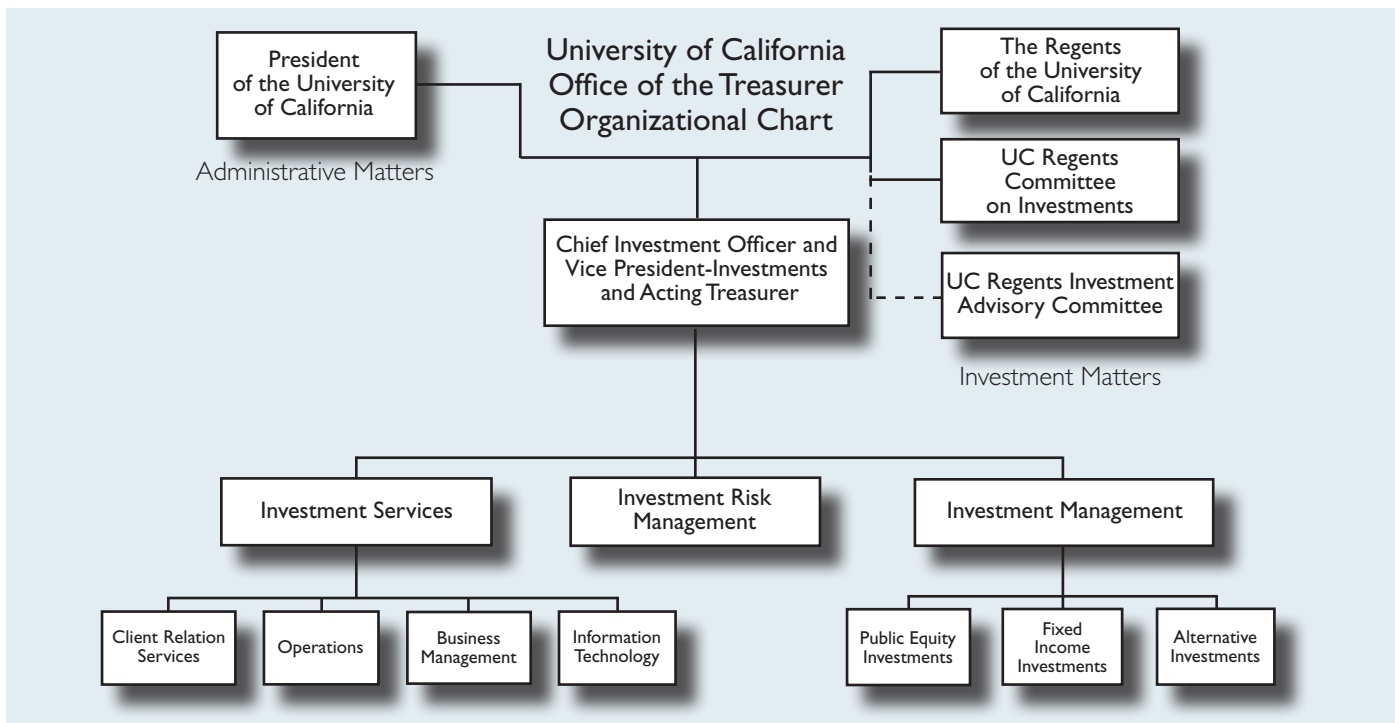 University of California
Office of the Treasurer
Organizational Chart
President
of the University
of California
Administrative Matters
The Regents
of the University
of California
UC Regents
Committee
on Investments
UC Regents Investment
Advisory Committee
Investment Matters
Chief Investment Officer and
Vice President-Investments
and Acting Treasurer
Investment Services
Investment Risk
Management
Investment Management
Client Relation
Services
Operations
Business
Management
Information
Technology
Public Equity
Investments
Fixed
Income
Investments
Alternative
Investments